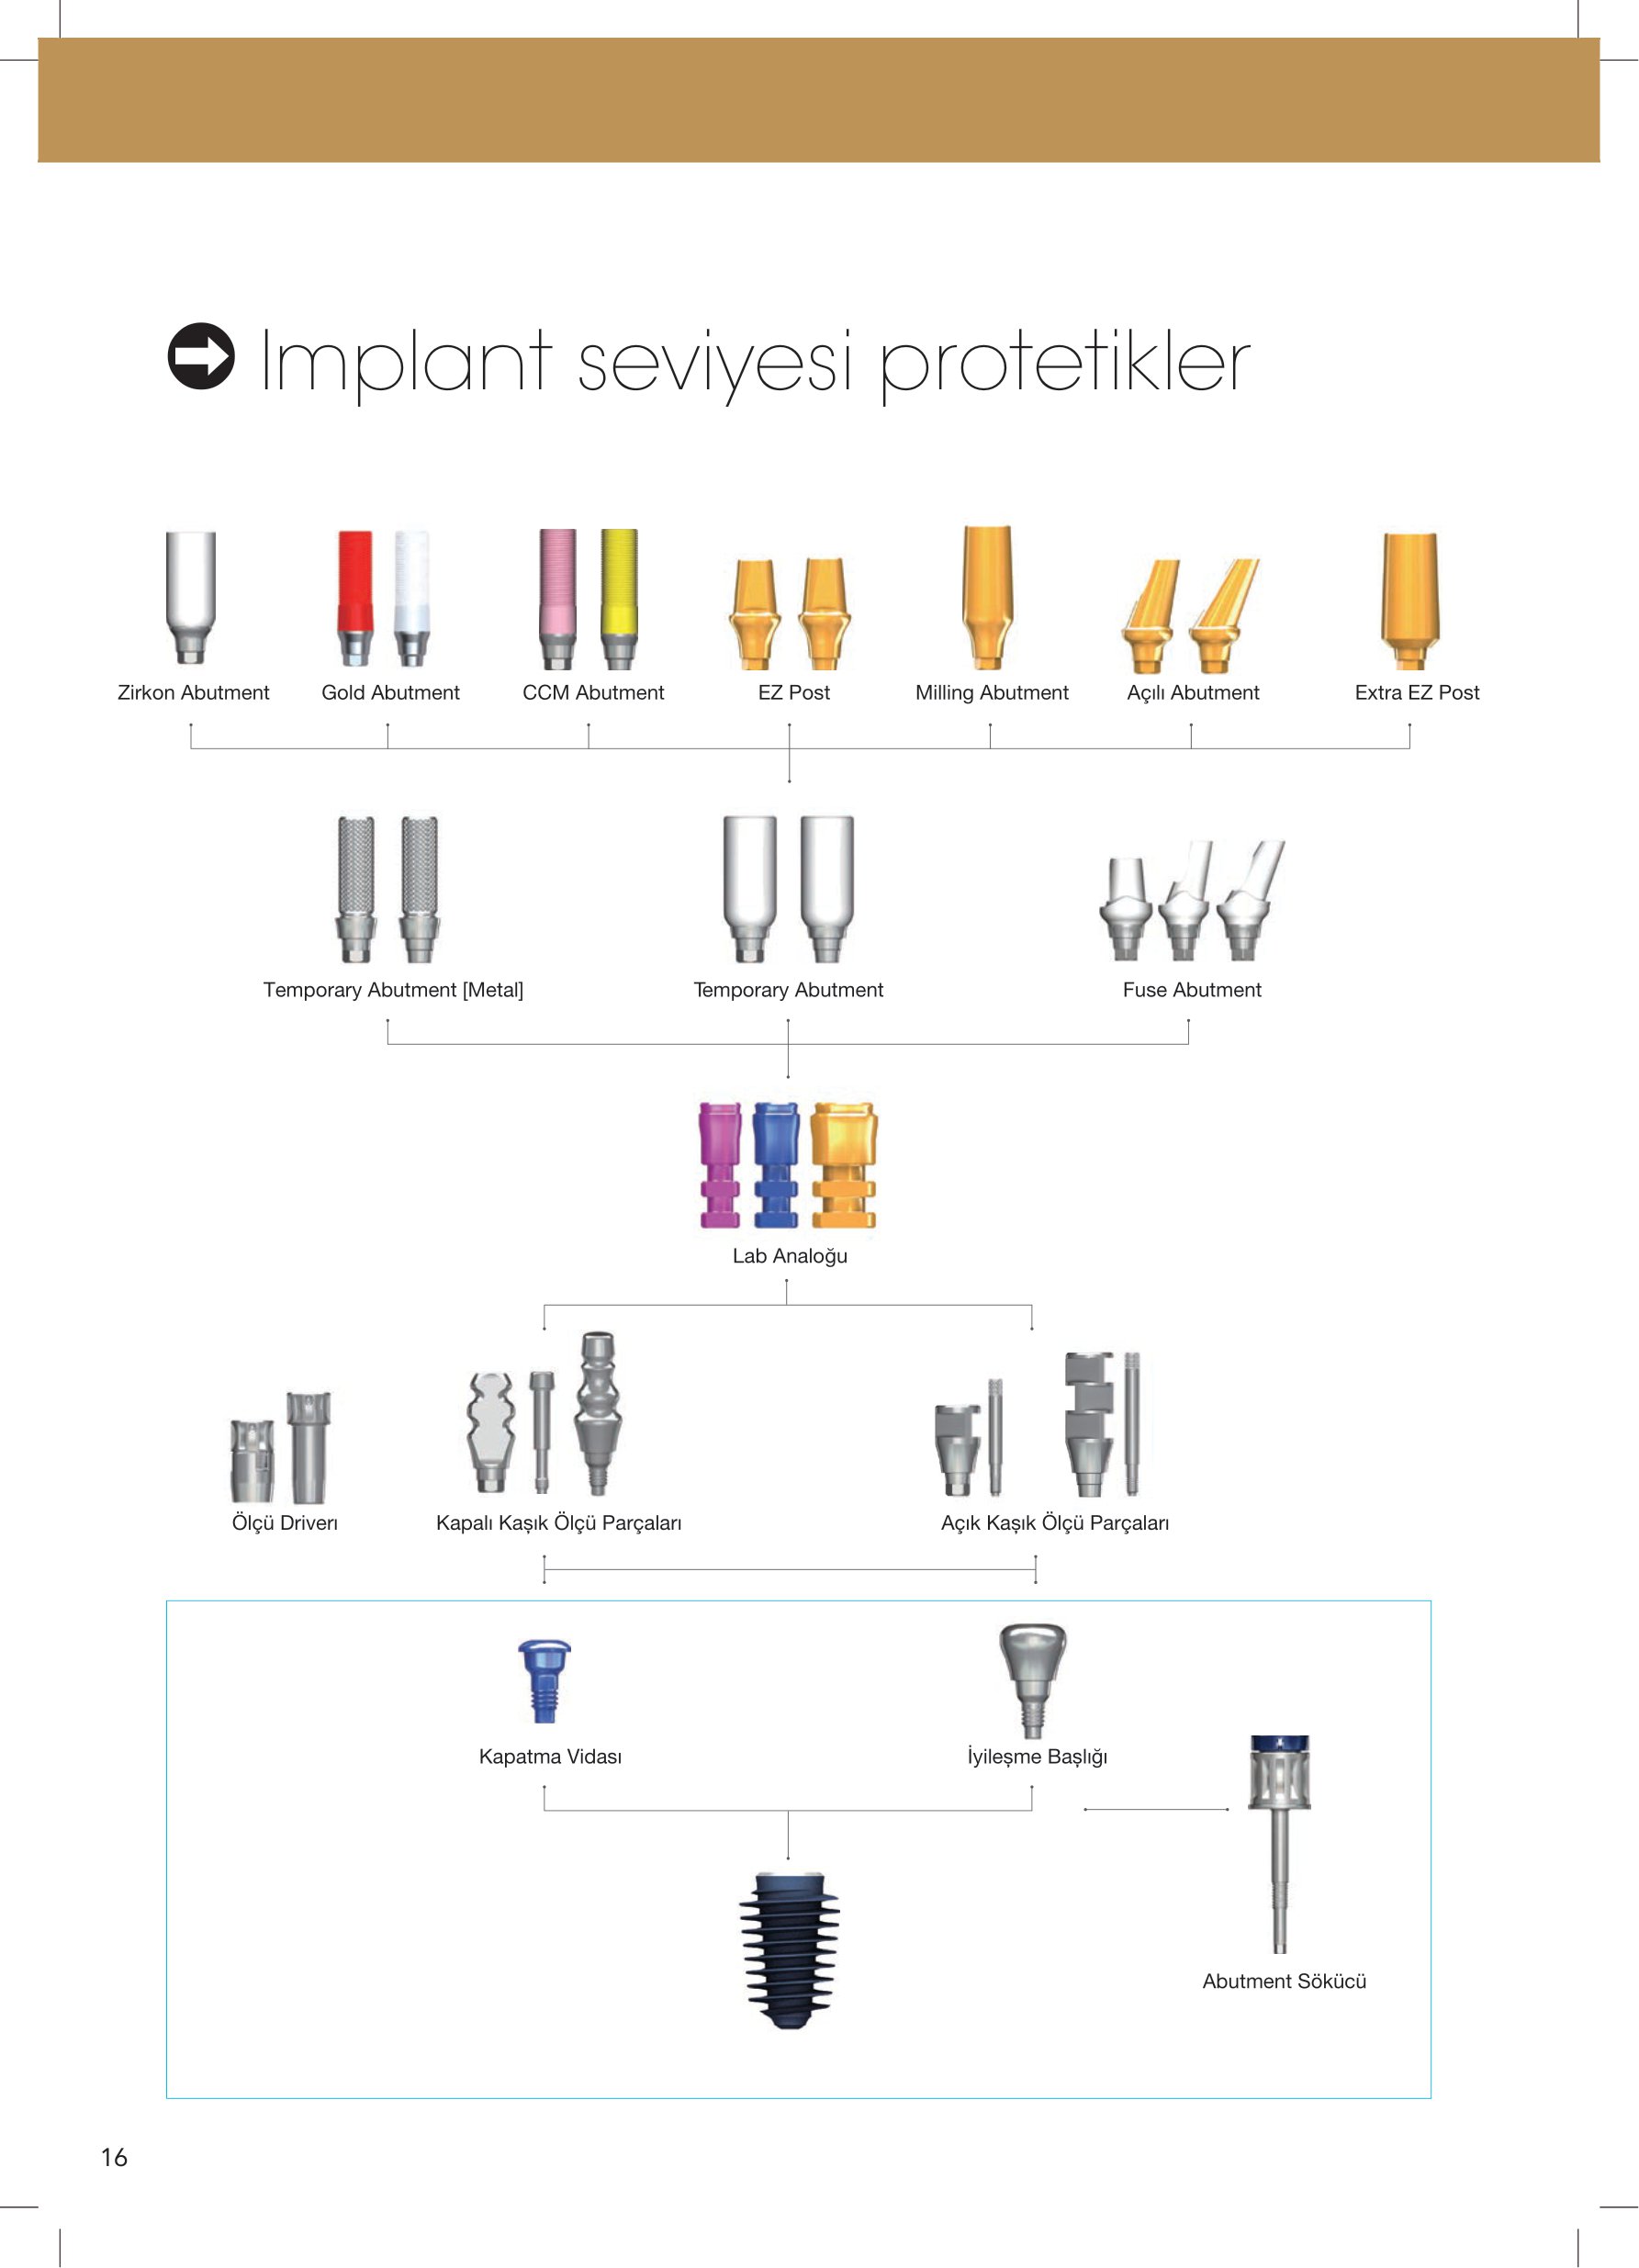 Implant seviyesi protetikler
Zirkon Abutment
Gold Abutment
CCM Abutment
EZ Post
Milling Abutment
Açılı Abutment
Extra EZ Post
Temporary Abutment [Metal]
Temporary Abutment
Fuse Abutment
Lab Analoğu
Ölçü Driverı
Kapalı Kaşık Ölçü Parçaları
Açık Kaşık Ölçü Parçaları
Kapatma Vidası
İyileşme Başlığı
Abutment Sökücü
16